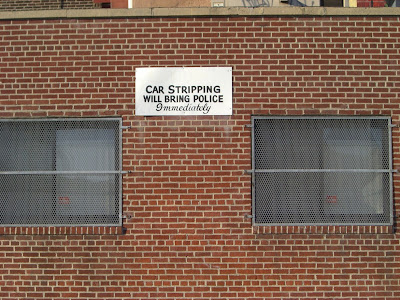 CAR STRIPPING
WILL BRING POLICE
Immediately